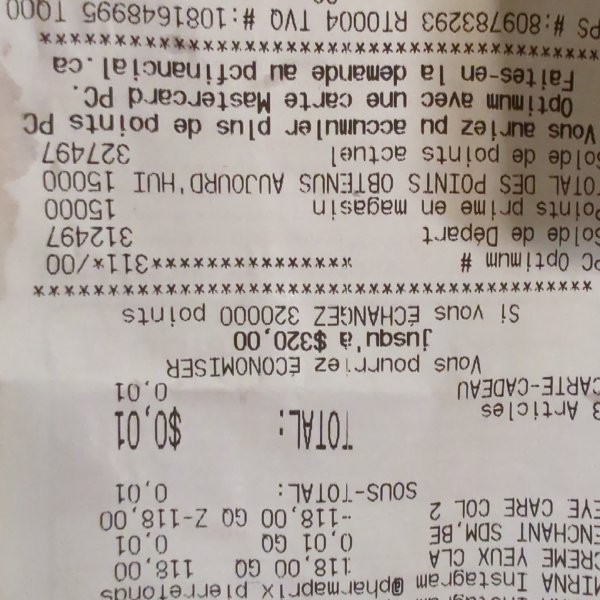 MIRNA Instagram @pharmaprix_pierrefonds
CREME YEUX CLA 118,00 GQ 118,00
ENCHANT SDM,BE 0,01 GQ 0,01
EYE CARE COL 2 -118,00 GQ Z-118,00
SOUS-TOTAL: 0,01
TOTAL: $0,01
3 Articles
CARTE-CADEAU 0,01
Vous pourriez ÉCONOMISER
jusqu'à $320,00
Si vous ÉCHANGEZ 320000 points
****************************************
PC Optimum # ******************311*/00
Solde de Départ 312497
Points prime en magasin 15000
TOTAL DES POINTS OBTENUS AUJOURD'HUI 15000
Solde de points actuel 327497
Vous auriez pu accumuler plus de points PC
Optimum avec une carte Mastercard PC.
Faites-en la demande au pcfinancial.ca
****************************************
PS #:809783293 RT0004 TVQ #:1081648995 TQ00